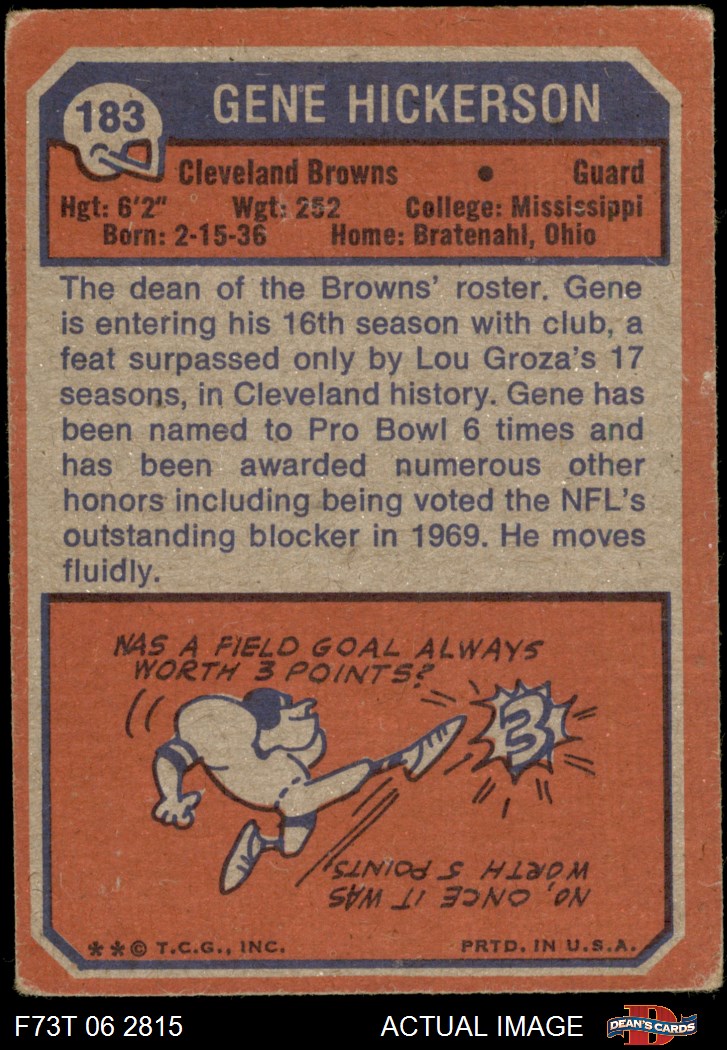 183
GENE HICKERSON
Cleveland Browns • Guard
Hgt: 6'2" Wgt: 252 College: Mississippi
Born: 2-15-36 Home: Bratenahl, Ohio
The dean of the Browns' roster. Gene
is entering his 16th season with club, a
feat surpassed only by Lou Groza's 17
seasons, in Cleveland history. Gene has
been named to Pro Bowl 6 times and
has been awarded numerous other
honors including being voted the NFL's
outstanding blocker in 1969. He moves
fluidly.
WAS A FIELD GOAL ALWAYS
WORTH 3 POINTS?
3
NO, ONCE IT WAS
WORTH 5 POINTS.
**© T.C.G., INC. PRTD. IN U.S.A.
F73T 06 2815 ACTUAL IMAGE D DEAN'S CARDS